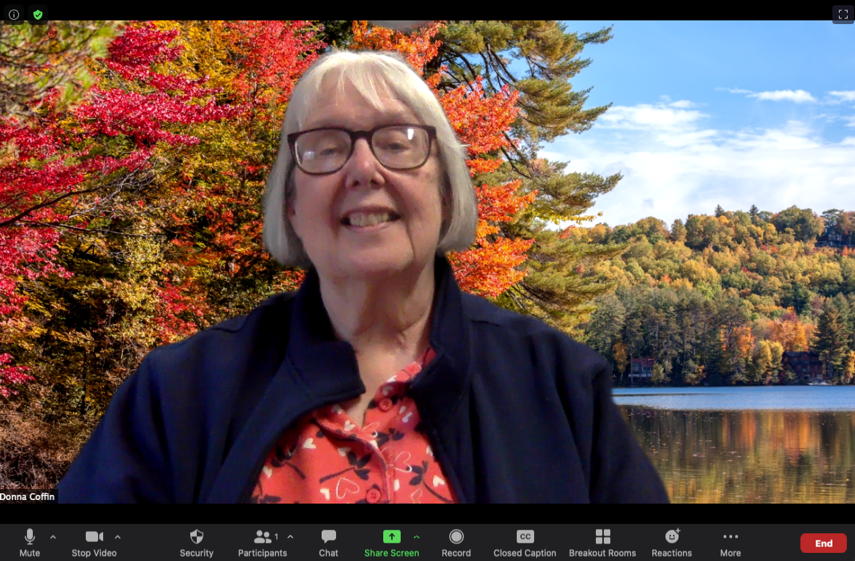 Donna Coffin
Mute
Stop Video
Security
Participants
1
Chat
Share Screen
Record
CC
Closed Caption
Breakout Rooms
Reactions
More
End